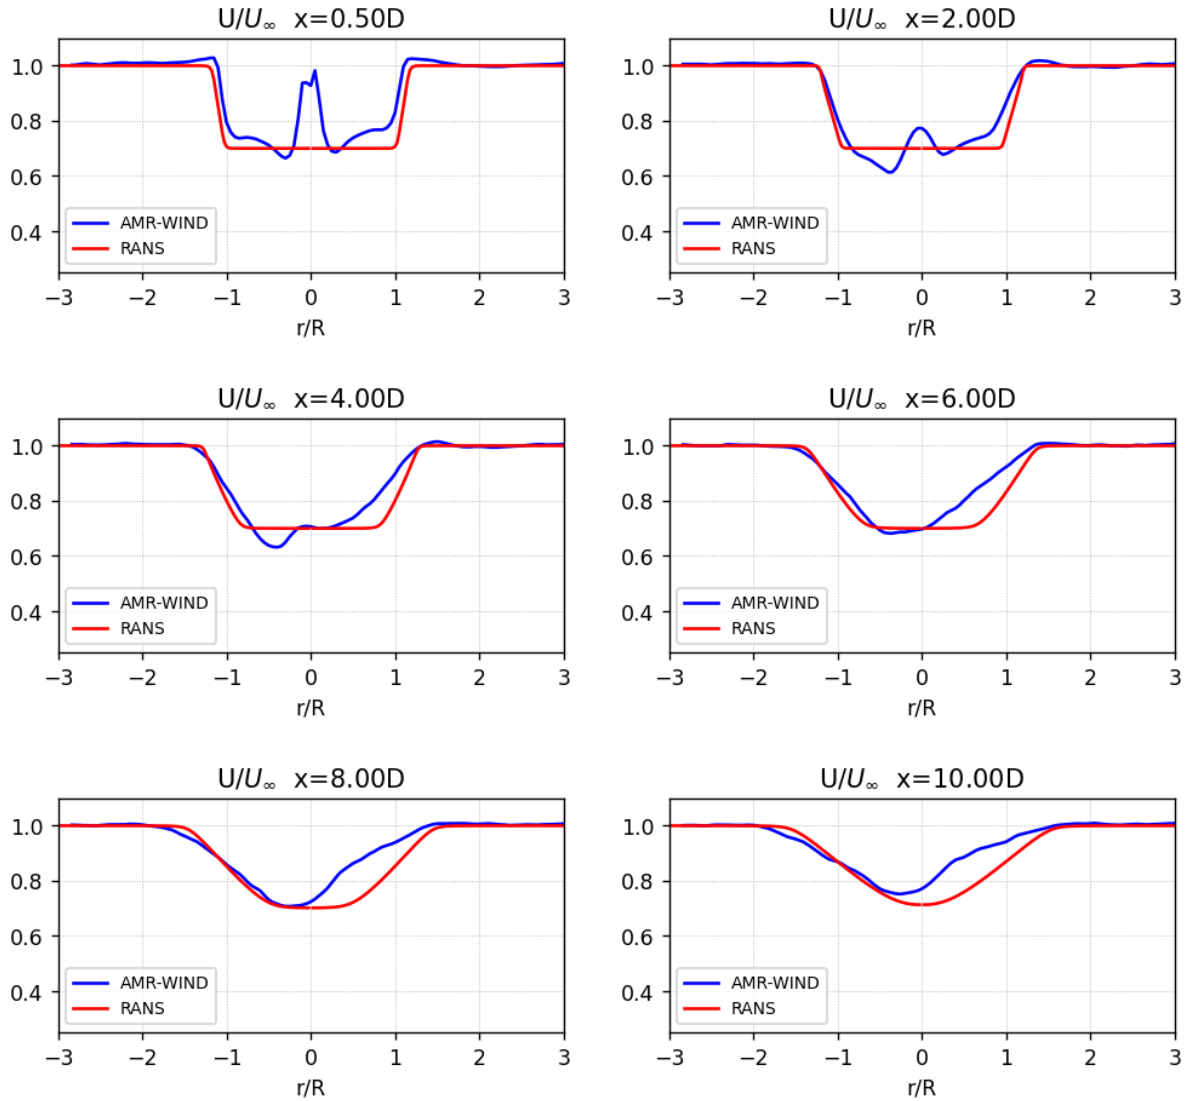 U/U∞ x=0.50D
1.0
0.8
0.6
0.4
AMR-WIND
RANS
−3 −2 −1 0 1 2 3
r/R
U/U∞ x=2.00D
1.0
0.8
0.6
0.4
AMR-WIND
RANS
−3 −2 −1 0 1 2 3
r/R
U/U∞ x=4.00D
1.0
0.8
0.6
0.4
AMR-WIND
RANS
−3 −2 −1 0 1 2 3
r/R
U/U∞ x=6.00D
1.0
0.8
0.6
0.4
AMR-WIND
RANS
−3 −2 −1 0 1 2 3
r/R
U/U∞ x=8.00D
1.0
0.8
0.6
0.4
AMR-WIND
RANS
−3 −2 −1 0 1 2 3
r/R
U/U∞ x=10.00D
1.0
0.8
0.6
0.4
AMR-WIND
RANS
−3 −2 −1 0 1 2 3
r/R